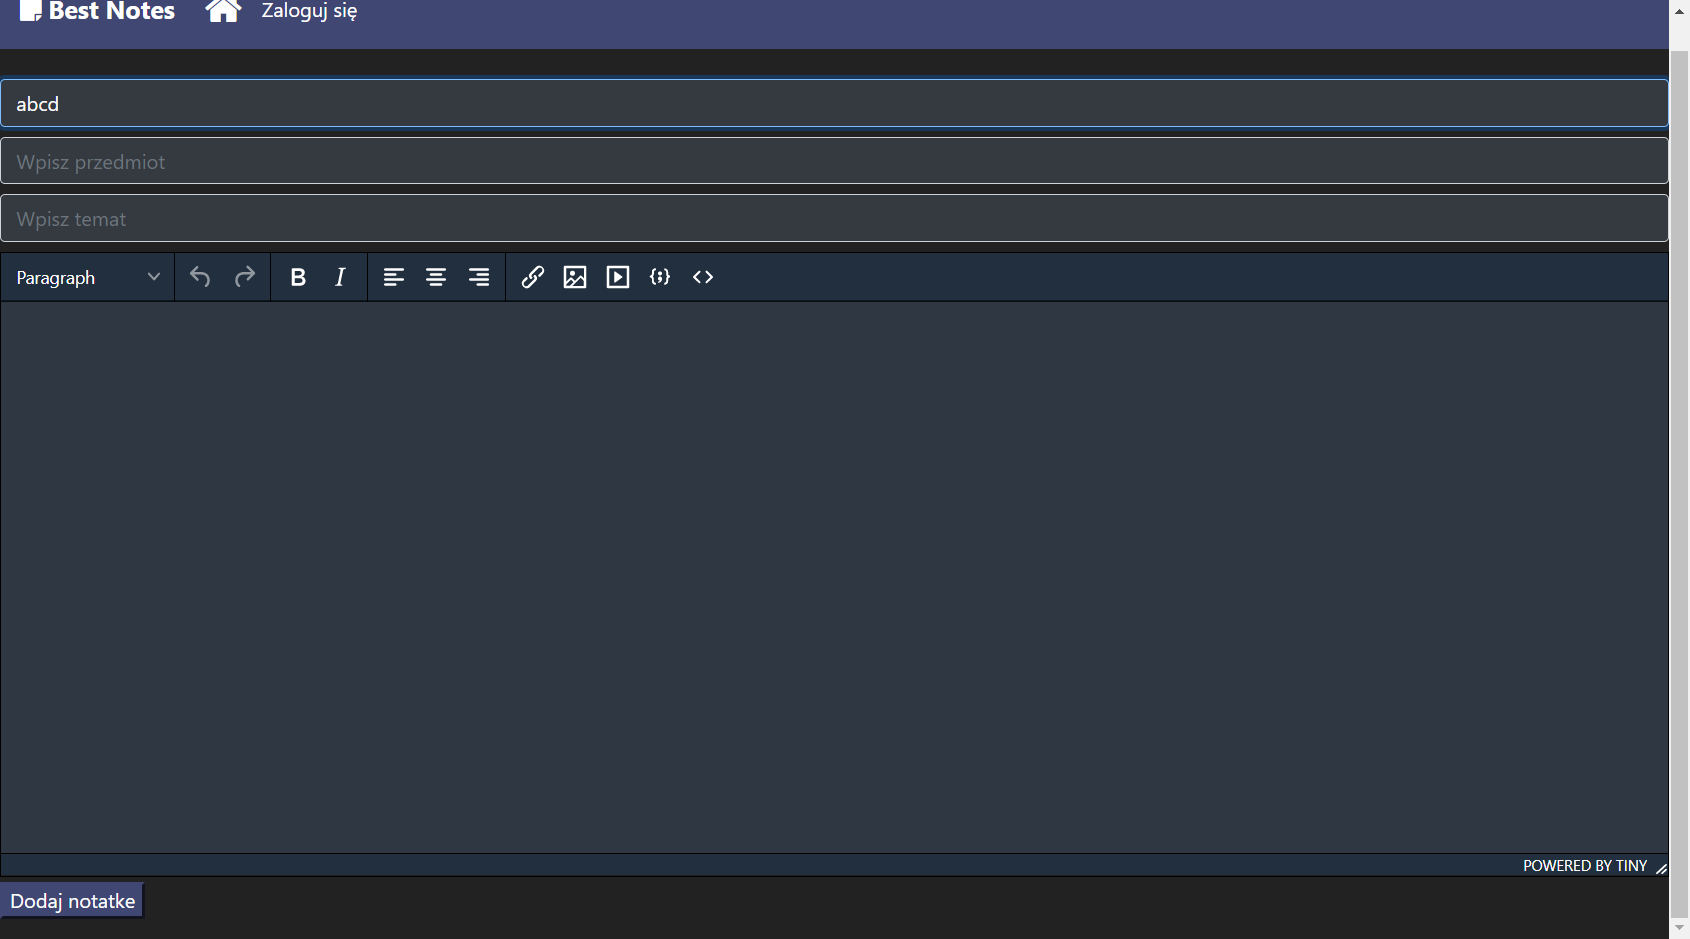 Best Notes Zaloguj się
abcd
Wpisz przedmiot
Wpisz temat
Paragraph B I
POWERED BY TINY
Dodaj notatke